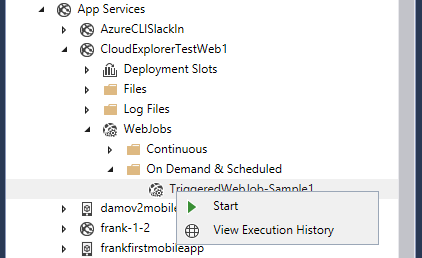 App Services
AzureCLISlackIn
CloudExplorerTestWeb1
Deployment Slots
Files
Log Files
WebJobs
Continuous
On Demand & Scheduled
TriggeredWebJob-Sample1
damov2mobile
Start
frank-1-2
View Execution History
frankfirstmobileapp